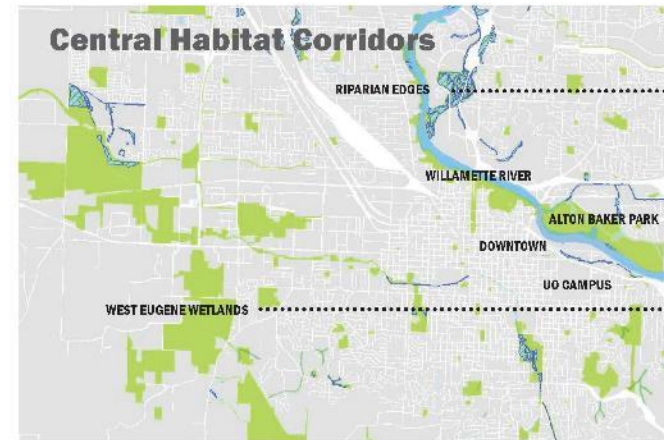 Central Habitat Corridors
RIPARIAN EDGES
WILLAMETTE RIVER
ALTON BAKER PARK
DOWNTOWN
UO CAMPUS
WEST EUGENE WETLANDS